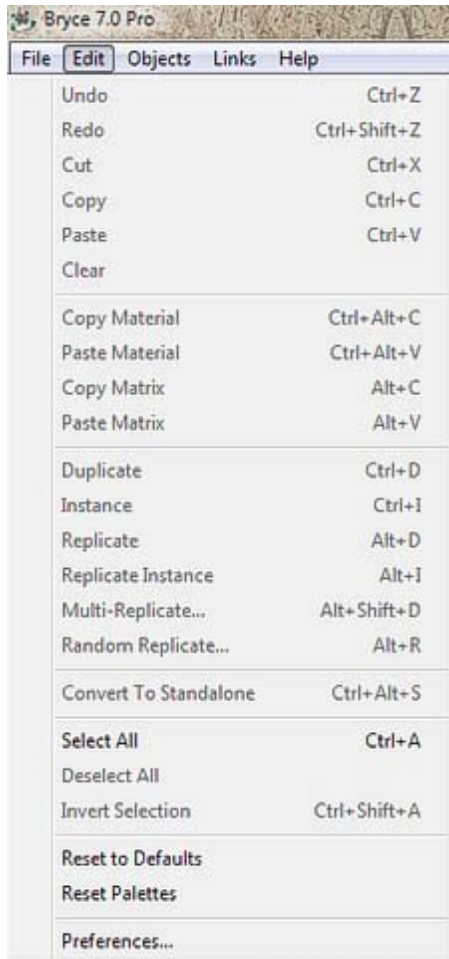 Bryce 7.0 Pro
File Edit Objects Links Help
Undo Ctrl+Z
Redo Ctrl+Shift+Z
Cut Ctrl+X
Copy Ctrl+C
Paste Ctrl+V
Clear
Copy Material Ctrl+Alt+C
Paste Material Ctrl+Alt+V
Copy Matrix Alt+C
Paste Matrix Alt+V
Duplicate Ctrl+D
Instance Ctrl+I
Replicate Alt+D
Replicate Instance Alt+I
Multi-Replicate... Alt+Shift+D
Random Replicate... Alt+R
Convert To Standalone Ctrl+Alt+S
Select All Ctrl+A
Deselect All
Invert Selection Ctrl+Shift+A
Reset to Defaults
Reset Palettes
Preferences...